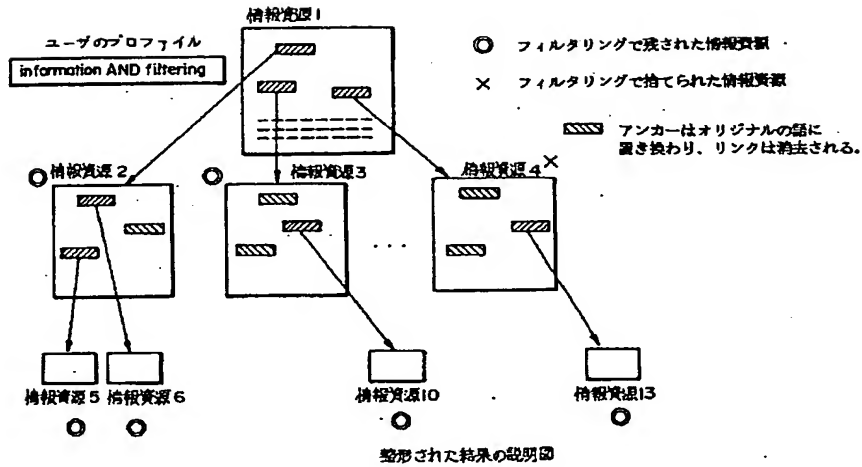 情報資源1
ユーザのプロファイル
information AND filtering
◎ フィルタリングで残された情報資源
× フィルタリングで捨てられた情報資源
アンカーはオリジナルの語に
置き換わり、リンクは消去される。
◎ 情報資源2
◎ 情報資源3
情報資源4 ×
...
情報資源5
情報資源6
情報資源10
情報資源13
◎ ◎ ◎ ◎
整形された結果の説明図